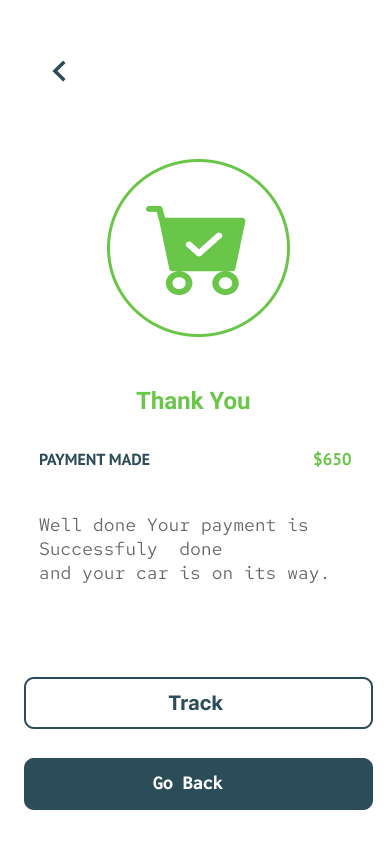 Thank You
PAYMENT MADE $650
Well done Your payment is
Successfuly done
and your car is on its way.
Track
Go Back